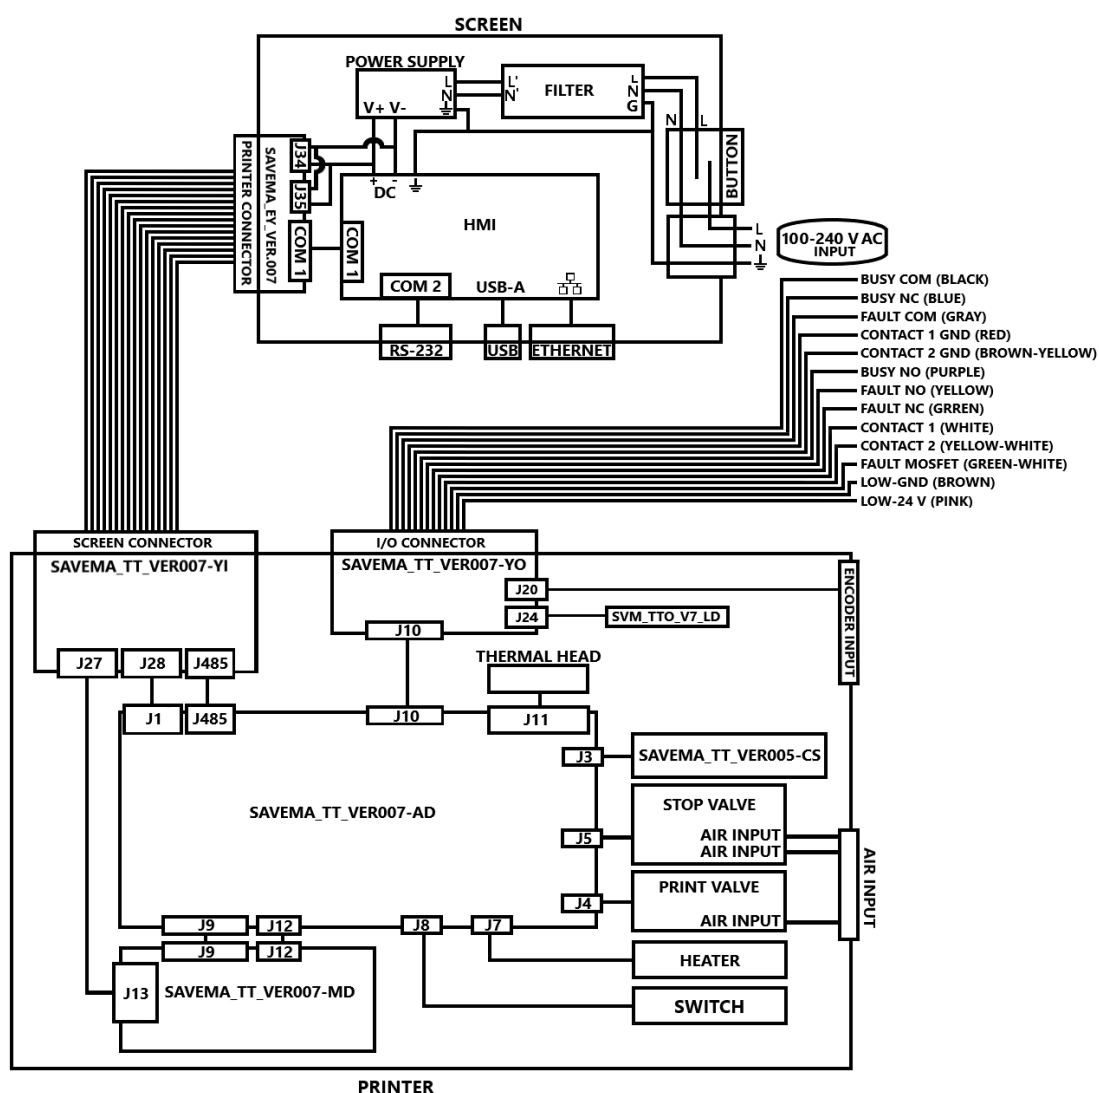 SCREEN
POWER SUPPLY
L
N
V+ V-
L'
N'
FILTER
L
N
G
N
L
BUTTON
PRINTER CONNECTOR
SAVEMA_EY_VER.007
J34
J35
COM 1
COM 1
+ -
DC
HMI
COM 2
USB-A
RS-232
USB
ETHERNET
L
N
100-240 V AC
INPUT
BUSY COM (BLACK)
BUSY NC (BLUE)
FAULT COM (GRAY)
CONTACT 1 GND (RED)
CONTACT 2 GND (BROWN-YELLOW)
BUSY NO (PURPLE)
FAULT NO (YELLOW)
FAULT NC (GRREN)
CONTACT 1 (WHITE)
CONTACT 2 (YELLOW-WHITE)
FAULT MOSFET (GREEN-WHITE)
LOW-GND (BROWN)
LOW-24 V (PINK)
SCREEN CONNECTOR
SAVEMA_TT_VER007-YI
J27
J28
J485
I/O CONNECTOR
SAVEMA_TT_VER007-YO
J20
J24
J10
SVM_TTO_V7_LD
ENCODER INPUT
THERMAL HEAD
J1
J485
J10
J11
J3
SAVEMA_TT_VER005-CS
SAVEMA_TT_VER007-AD
J5
STOP VALVE
AIR INPUT
AIR INPUT
J4
PRINT VALVE
AIR INPUT
AIR INPUT
J9
J12
J8
J7
J9
J12
HEATER
J13
SAVEMA_TT_VER007-MD
SWITCH
PRINTER